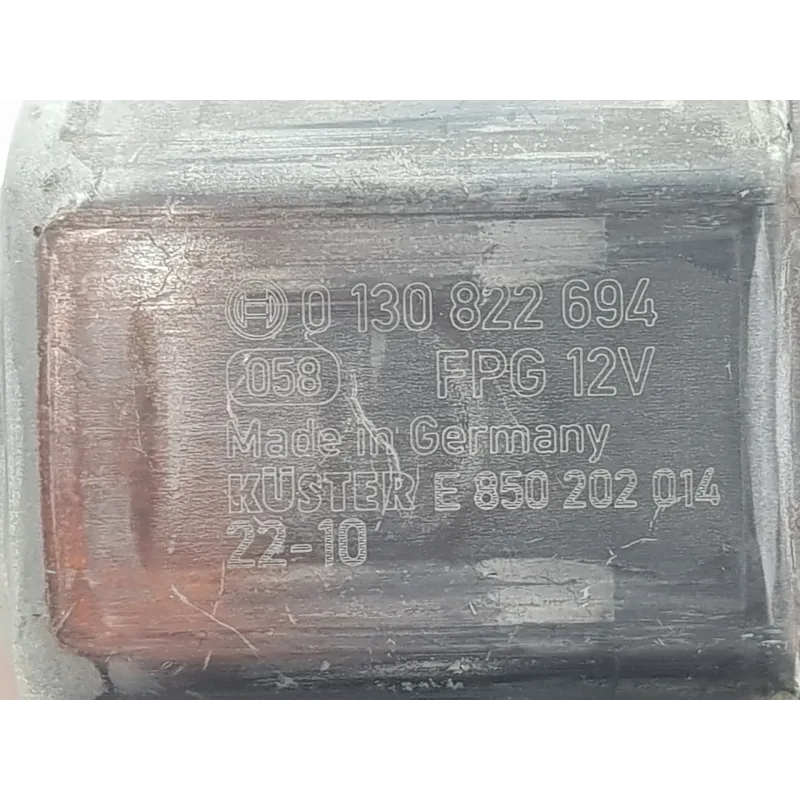 0 130 822 694
058 FPG 12V
Made in Germany
KÜSTER E 850 202 014
22-10